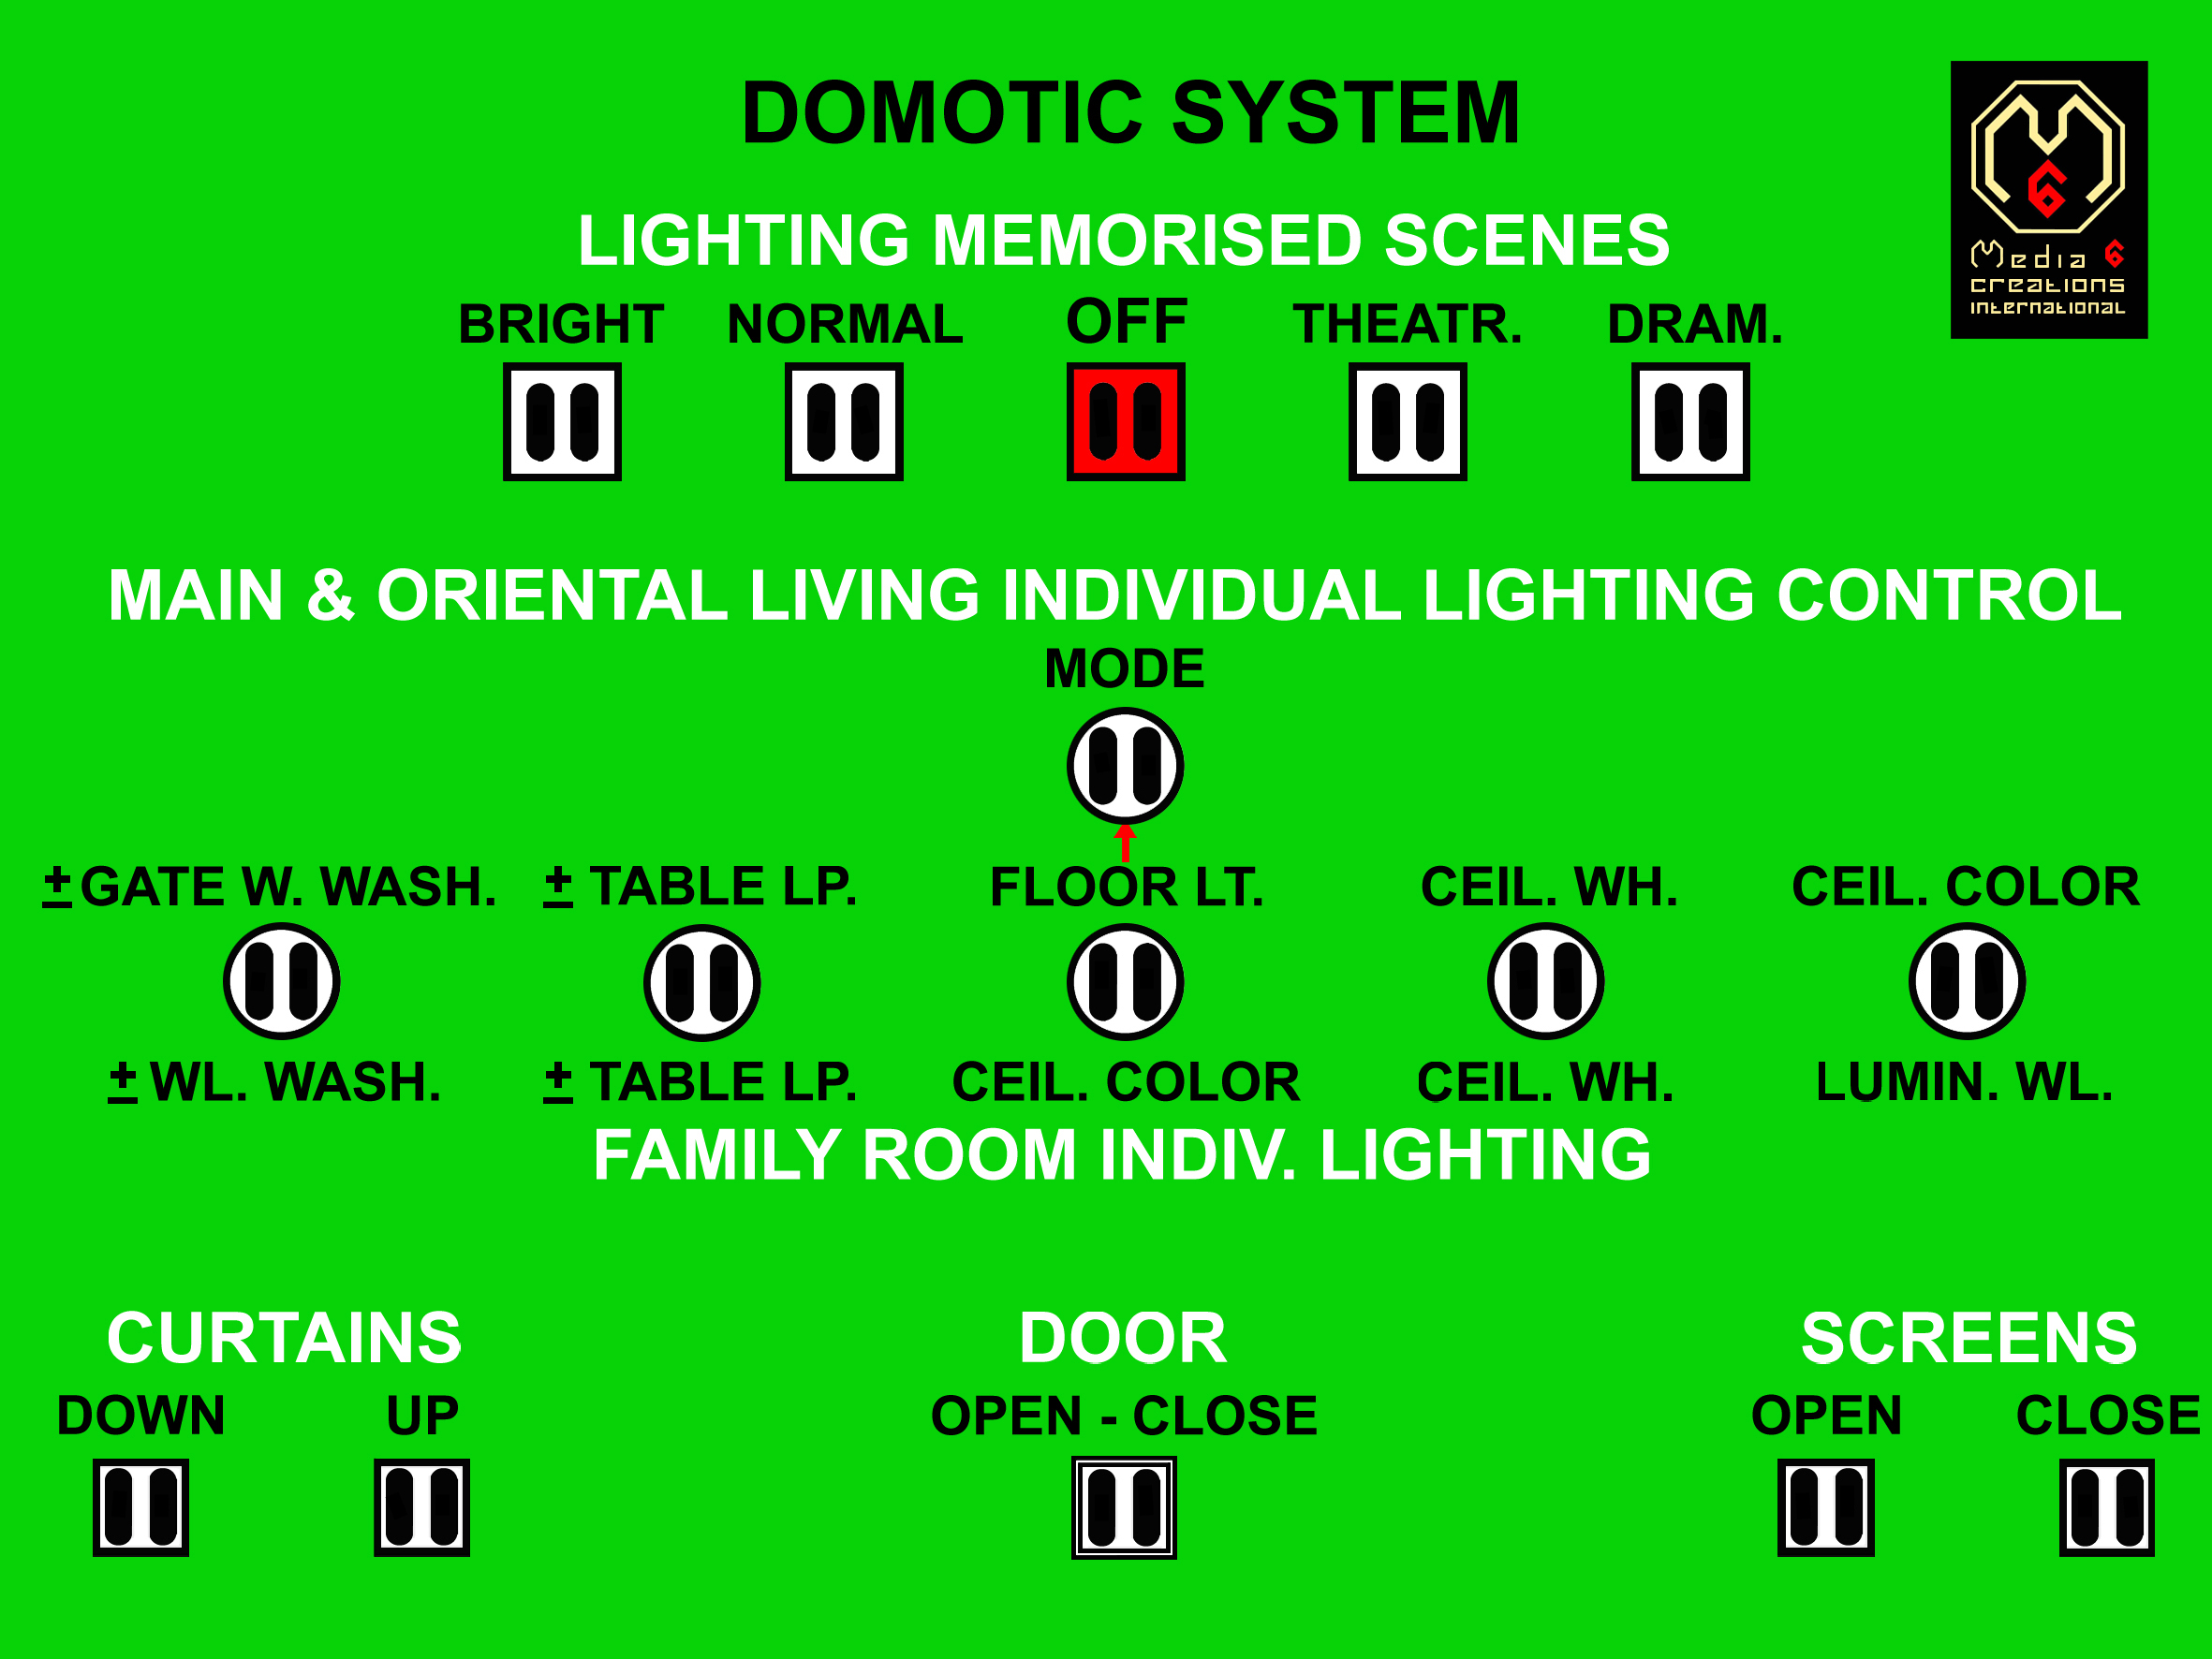 DOMOTIC SYSTEM
LIGHTING MEMORISED SCENES
BRIGHT NORMAL OFF THEATR. DRAM.
Media 6
creations
international
MAIN & ORIENTAL LIVING INDIVIDUAL LIGHTING CONTROL
MODE
± GATE W. WASH. ± TABLE LP. FLOOR LT. CEIL. WH. CEIL. COLOR
± WL. WASH. ± TABLE LP. CEIL. COLOR CEIL. WH. LUMIN. WL.
FAMILY ROOM INDIV. LIGHTING
CURTAINS DOOR SCREENS
DOWN UP OPEN - CLOSE OPEN CLOSE